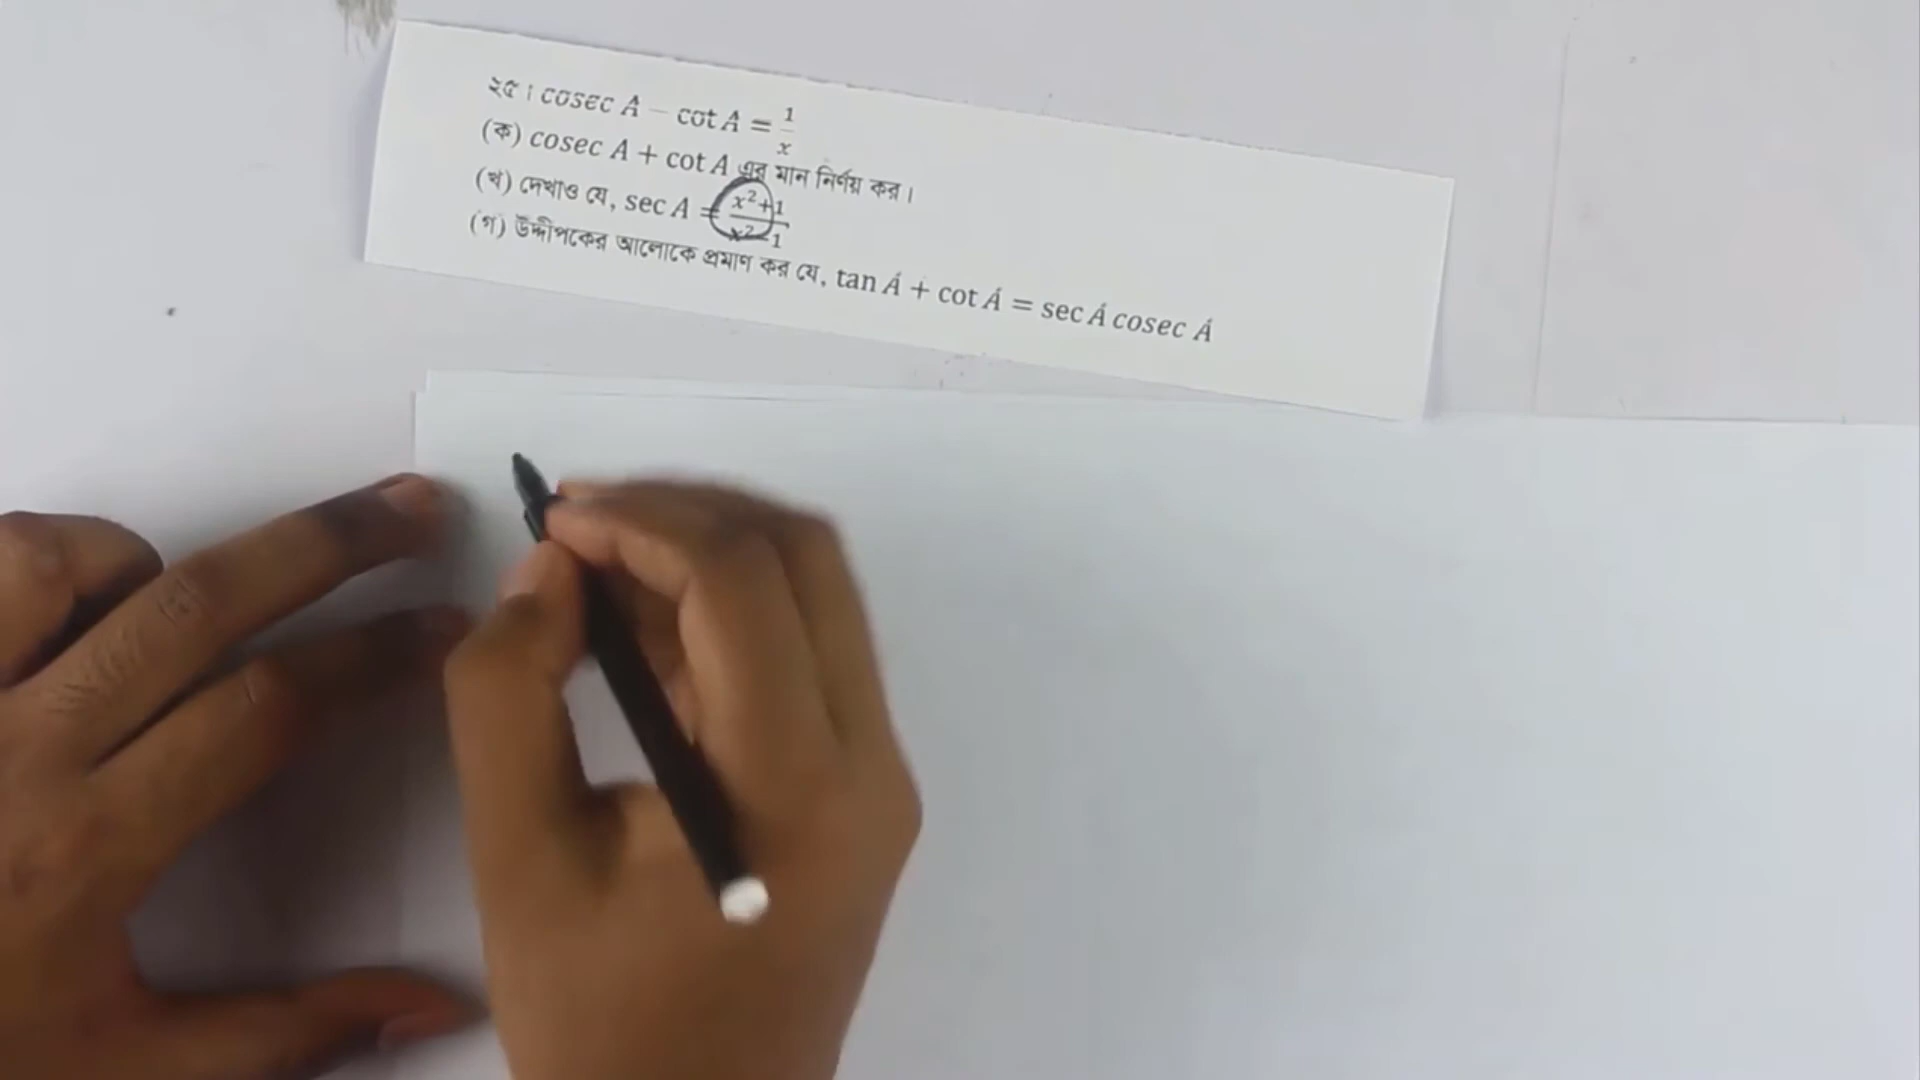 ২৫। cosec A − cot A = 1/x
(ক) cosec A + cot A এর মান নির্ণয় কর।
(খ) দেখাও যে, sec A = x²+1/x²−1
(গ) উদ্দীপকের আলোকে প্রমাণ কর যে, tan Á + cot Á = sec Á cosec Á